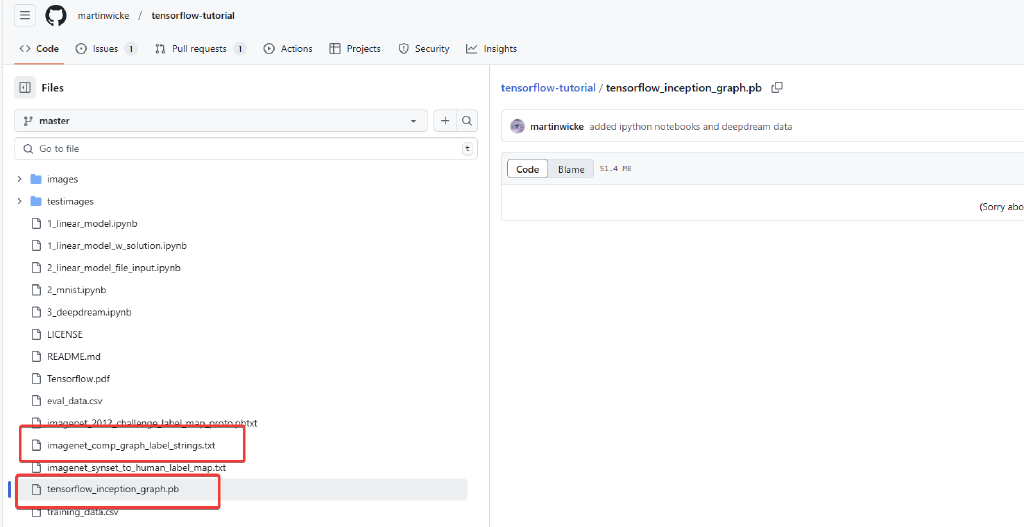 martinwicke / tensorflow-tutorial
Code Issues 1 Pull requests 1 Actions Projects Security Insights
Files
master
Go to file t
images
testimages
1_linear_model.ipynb
1_linear_model_w_solution.ipynb
2_linear_model_file_input.ipynb
2_mnist.ipynb
3_deepdream.ipynb
LICENSE
README.md
Tensorflow.pdf
eval_data.csv
imagenet_2012_challenge_label_map_proto.pbtxt
imagenet_comp_graph_label_strings.txt
imagenet_synset_to_human_label_map.txt
tensorflow_inception_graph.pb
training_data.csv
tensorflow-tutorial / tensorflow_inception_graph.pb
martinwicke added ipython notebooks and deepdream data
Code Blame 51.4 MB
(Sorry abo